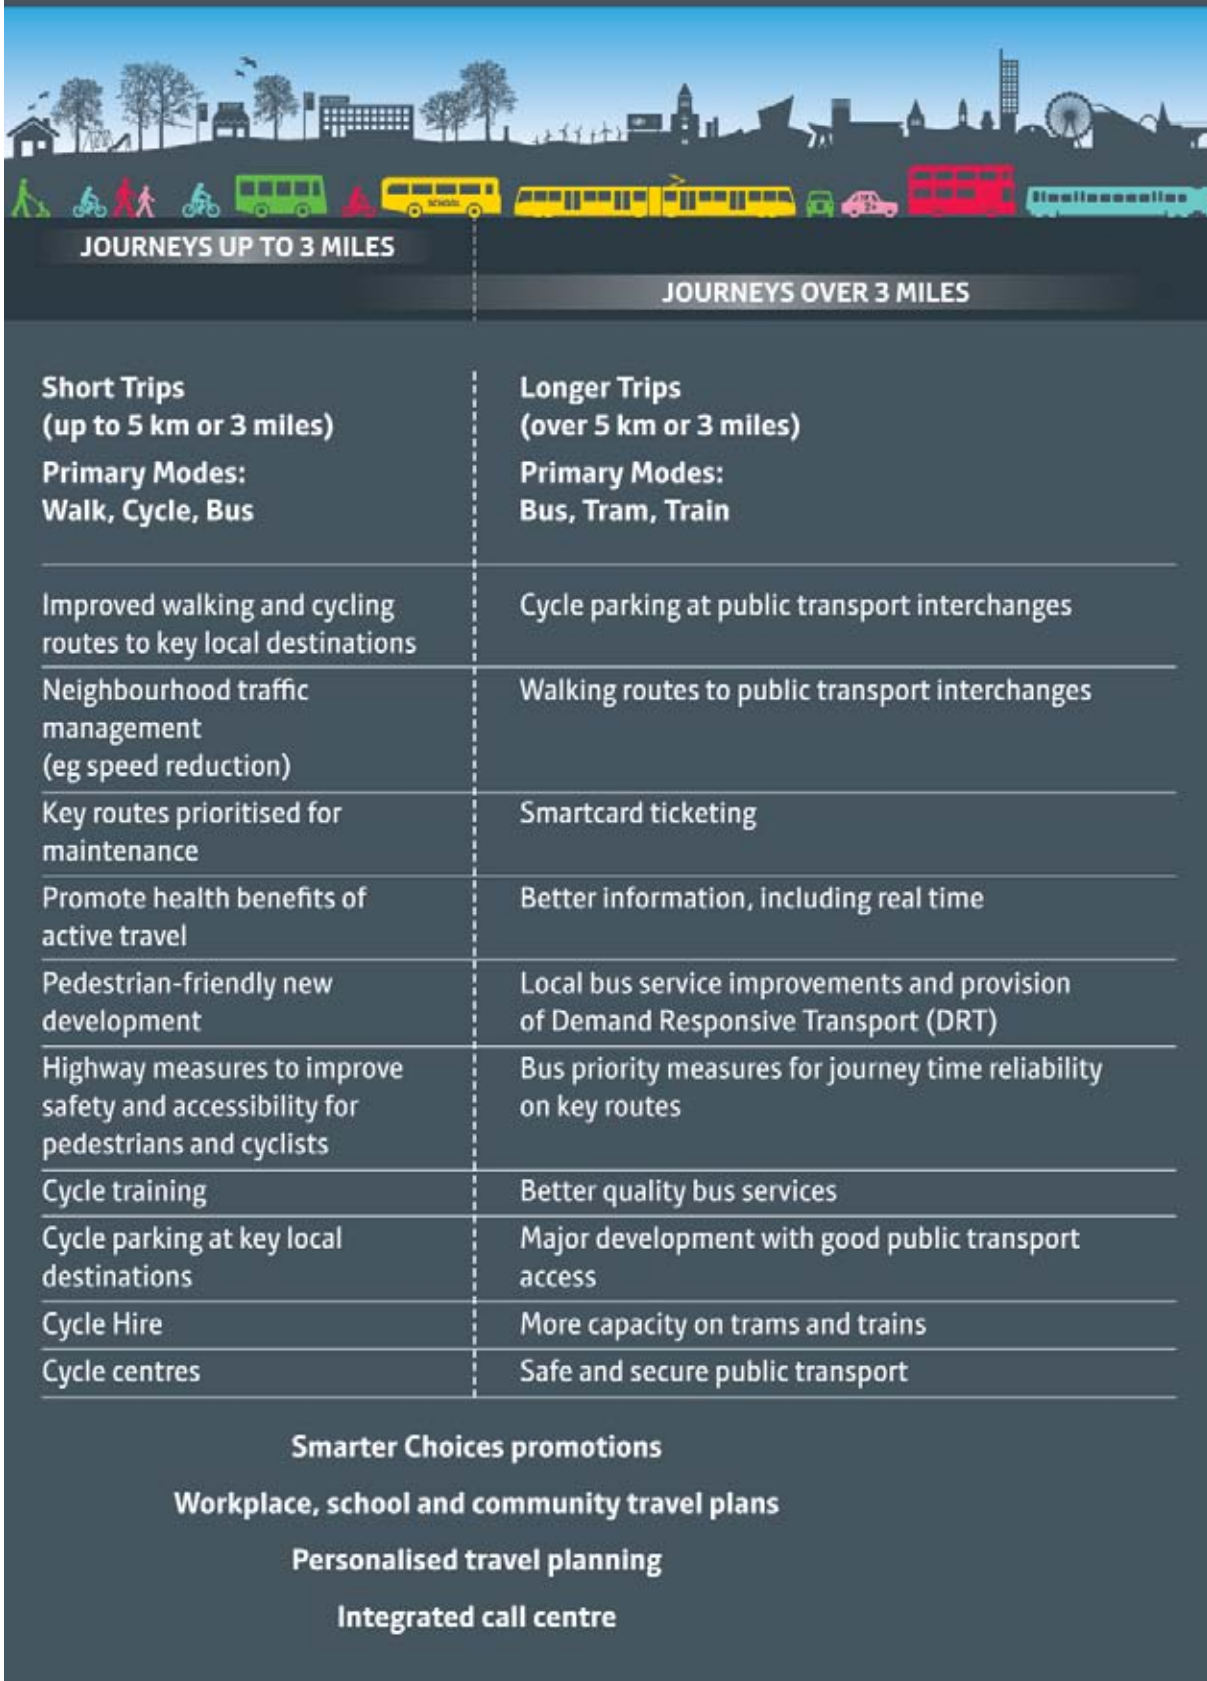 SCHOOL
JOURNEYS UP TO 3 MILES
JOURNEYS OVER 3 MILES
Short Trips
(up to 5 km or 3 miles)
Primary Modes:
Walk, Cycle, Bus
Longer Trips
(over 5 km or 3 miles)
Primary Modes:
Bus, Tram, Train
Improved walking and cycling
routes to key local destinations
Cycle parking at public transport interchanges
Neighbourhood traffic
management
(eg speed reduction)
Walking routes to public transport interchanges
Key routes prioritised for
maintenance
Smartcard ticketing
Promote health benefits of
active travel
Better information, including real time
Pedestrian-friendly new
development
Local bus service improvements and provision
of Demand Responsive Transport (DRT)
Highway measures to improve
safety and accessibility for
pedestrians and cyclists
Bus priority measures for journey time reliability
on key routes
Cycle training
Better quality bus services
Cycle parking at key local
destinations
Major development with good public transport
access
Cycle Hire
More capacity on trams and trains
Cycle centres
Safe and secure public transport
Smarter Choices promotions
Workplace, school and community travel plans
Personalised travel planning
Integrated call centre